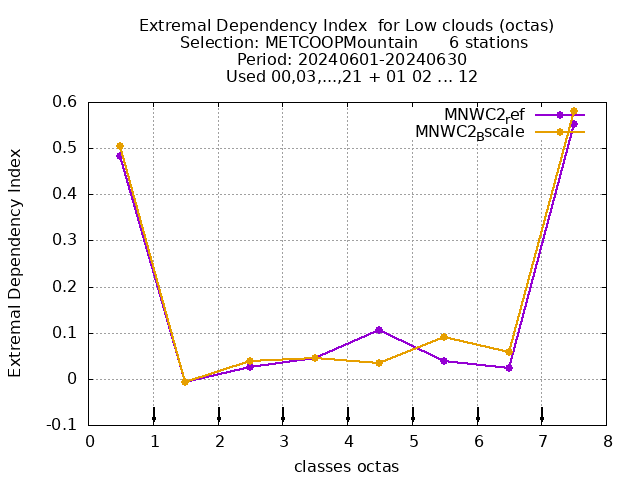 Extremal Dependency Index  for Low clouds (octas)
Selection: METCOOPMountain      6 stations
Period: 20240601-20240630
Used 00,03,...,21 + 01 02 ... 12
MNWC2_ref
MNWC2_Bscale
Extremal Dependency Index
0.6
0.5
0.4
0.3
0.2
0.1
0
-0.1
0 1 2 3 4 5 6 7 8
classes octas